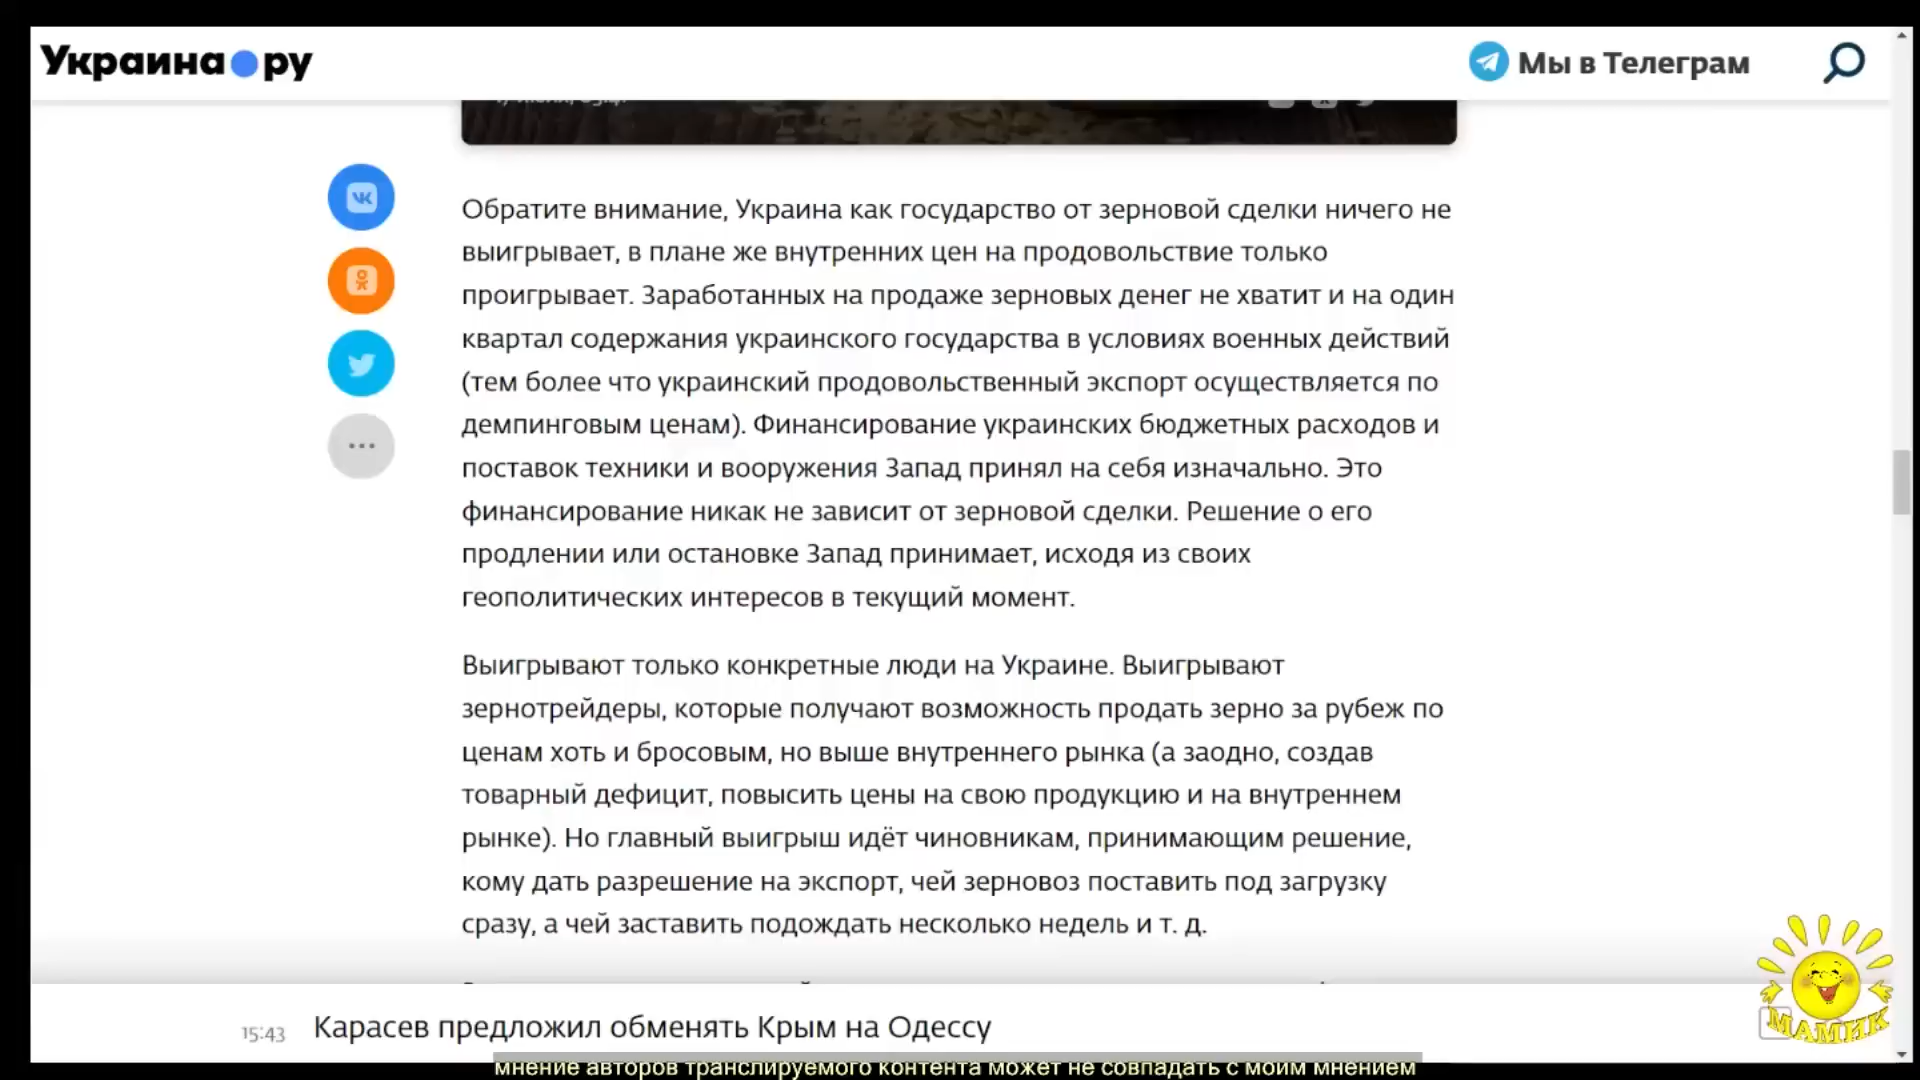 Украина ру
Мы в Телеграм
Обратите внимание, Украина как государство от зерновой сделки ничего не
выигрывает, в плане же внутренних цен на продовольствие только
проигрывает. Заработанных на продаже зерновых денег не хватит и на один
квартал содержания украинского государства в условиях военных действий
(тем более что украинский продовольственный экспорт осуществляется по
демпинговым ценам). Финансирование украинских бюджетных расходов и
поставок техники и вооружения Запад принял на себя изначально. Это
финансирование никак не зависит от зерновой сделки. Решение о его
продлении или остановке Запад принимает, исходя из своих
геополитических интересов в текущий момент.
Выигрывают только конкретные люди на Украине. Выигрывают
зернотрейдеры, которые получают возможность продать зерно за рубеж по
ценам хоть и бросовым, но выше внутреннего рынка (а заодно, создав
товарный дефицит, повысить цены на свою продукцию и на внутреннем
рынке). Но главный выигрыш идёт чиновникам, принимающим решение,
кому дать разрешение на экспорт, чей зерновоз поставить под загрузку
сразу, а чей заставить подождать несколько недель и т. д.
15:43 Карасев предложил обменять Крым на Одессу
МАМИК
мнение авторов транслируемого контента может не совпадать с моим мнением